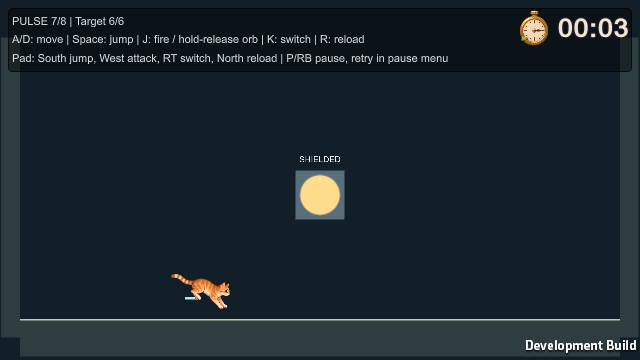 PULSE 7/8 | Target 6/6
00:03
A/D: move | Space: jump | J: fire / hold-release orb | K: switch | R: reload
Pad: South jump, West attack, RT switch, North reload | P/RB pause, retry in pause menu
SHIELDED
Development Build